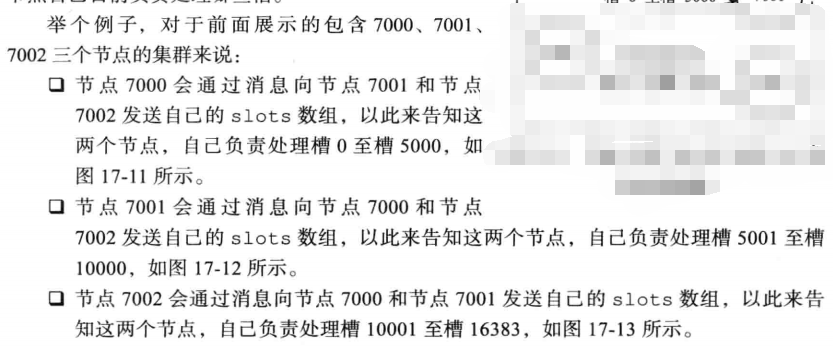 举个例子，对于前面展示的包含 7000、7001、
7002 三个节点的集群来说：
❑ 节点 7000 会通过消息向节点 7001 和节点
7002 发送自己的 slots 数组，以此来告知这
两个节点，自己负责处理槽 0 至槽 5000，如
图 17-11 所示。
❑ 节点 7001 会通过消息向节点 7000 和节点
7002 发送自己的 slots 数组，以此来告知这两个节点，自己负责处理槽 5001 至槽
10000，如图 17-12 所示。
❑ 节点 7002 会通过消息向节点 7000 和节点 7001 发送自己的 slots 数组，以此来告
知这两个节点，自己负责处理槽 10001 至槽 16383，如图 17-13 所示。